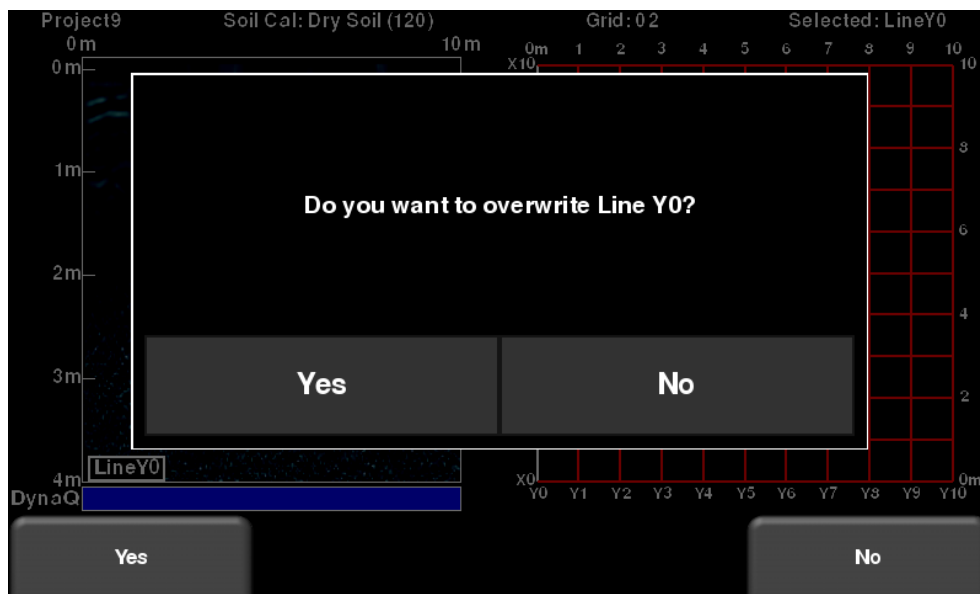 Project9 Soil Cal: Dry Soil (120) Grid: 02 Selected: LineY0
0m 10m
0m
1m
2m
3m
4m
LineY0
DynaQ
0m 1 2 3 4 5 6 7 8 9 10
X10 10
8
6
4
2
X0 0m
Y0 Y1 Y2 Y3 Y4 Y5 Y6 Y7 Y8 Y9 Y10
Do you want to overwrite Line Y0?
Yes No
Yes No